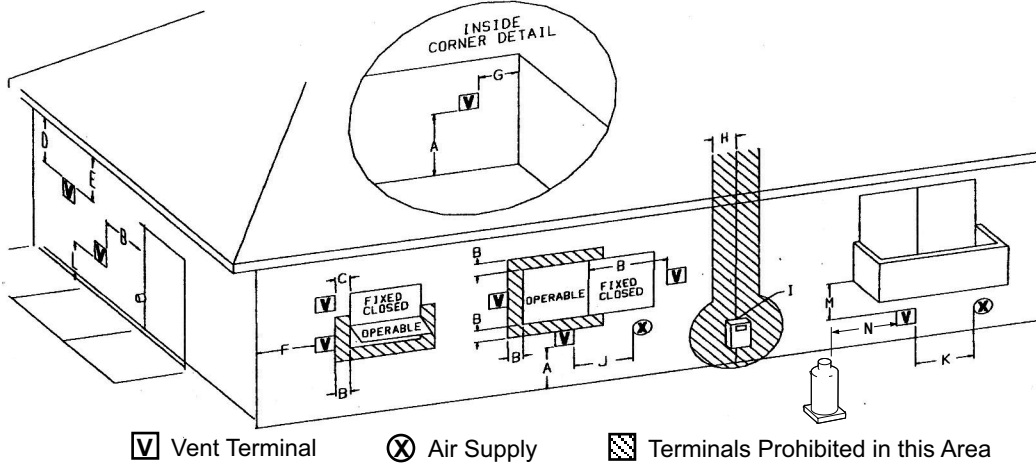 INSIDE
CORNER DETAIL
G
V
A
H
D
E
V
B
V
C
V
FIXED
CLOSED
OPERABLE
F
V
B
B
B
V
OPERABLE
FIXED
CLOSED
V
B
B
V
A
J
X
I
M
N
V
X
K
V Vent Terminal
X Air Supply
Terminals Prohibited in this Area